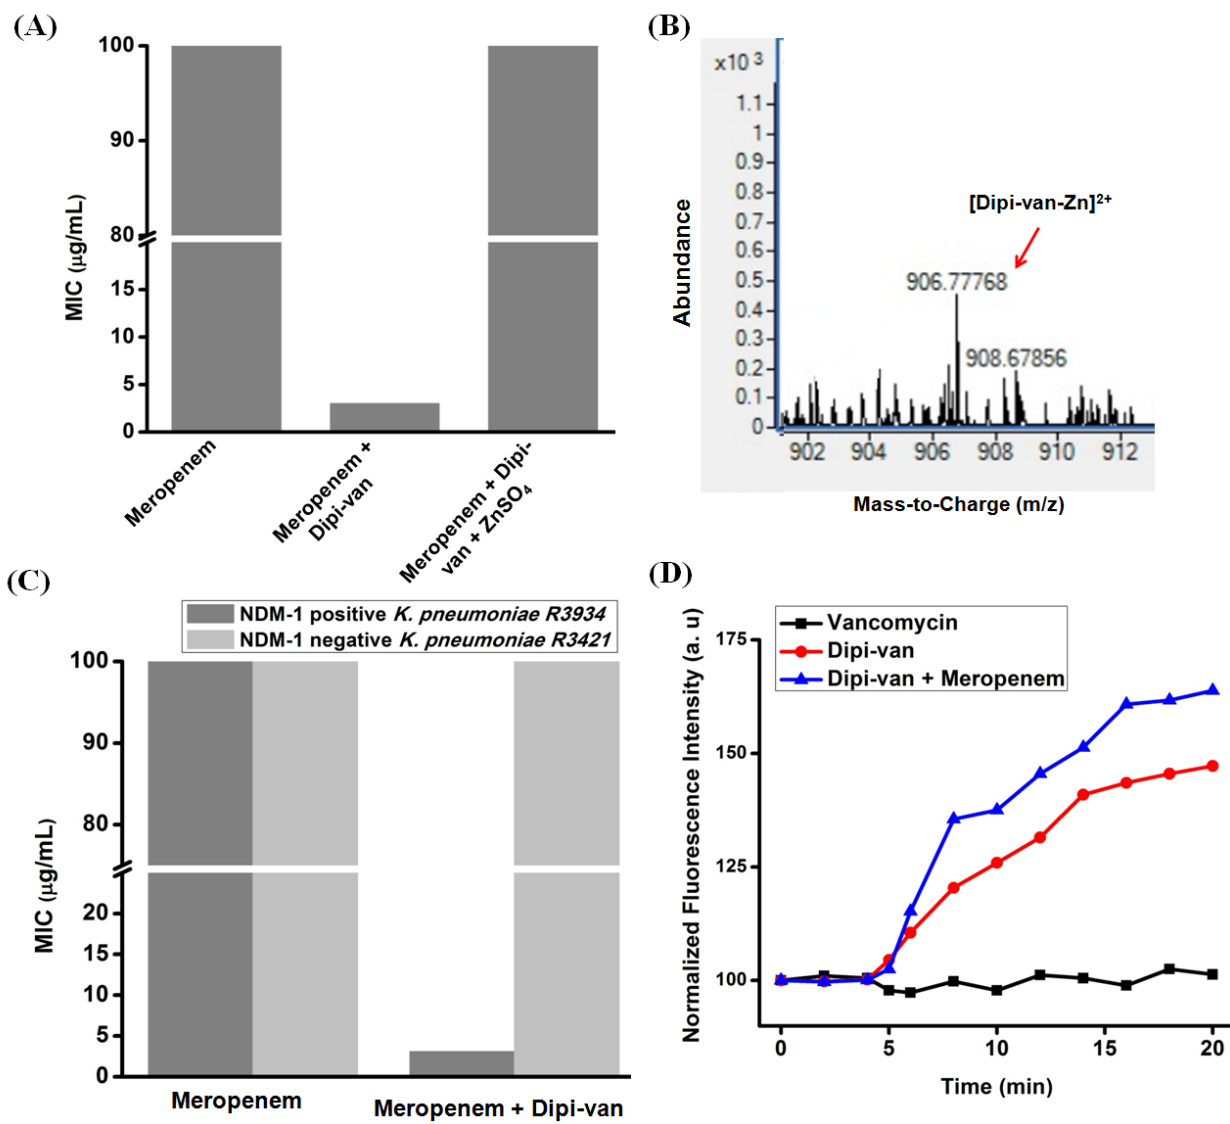 (A)
MIC (µg/mL)
100
90
80
15
10
5
0
Meropenem
Meropenem +
Dipi-van
Meropenem + Dipi-
van + ZnSO₄
(B)
x10 ³
Abundance
1.1
1
0.9
0.8
0.7
0.6
0.5
0.4
0.3
0.2
0.1
0
[Dipi-van-Zn]²⁺
906.77768
908.67856
902 904 906 908 910 912
Mass-to-Charge (m/z)
(C)
NDM-1 positive K. pneumoniae R3934
NDM-1 negative K. pneumoniae R3421
MIC (µg/mL)
100
90
80
20
15
10
5
0
Meropenem
Meropenem + Dipi-van
(D)
Normalized Fluorescence Intensity (a. u)
Vancomycin
Dipi-van
Dipi-van + Meropenem
175
150
125
100
0 5 10 15 20
Time (min)